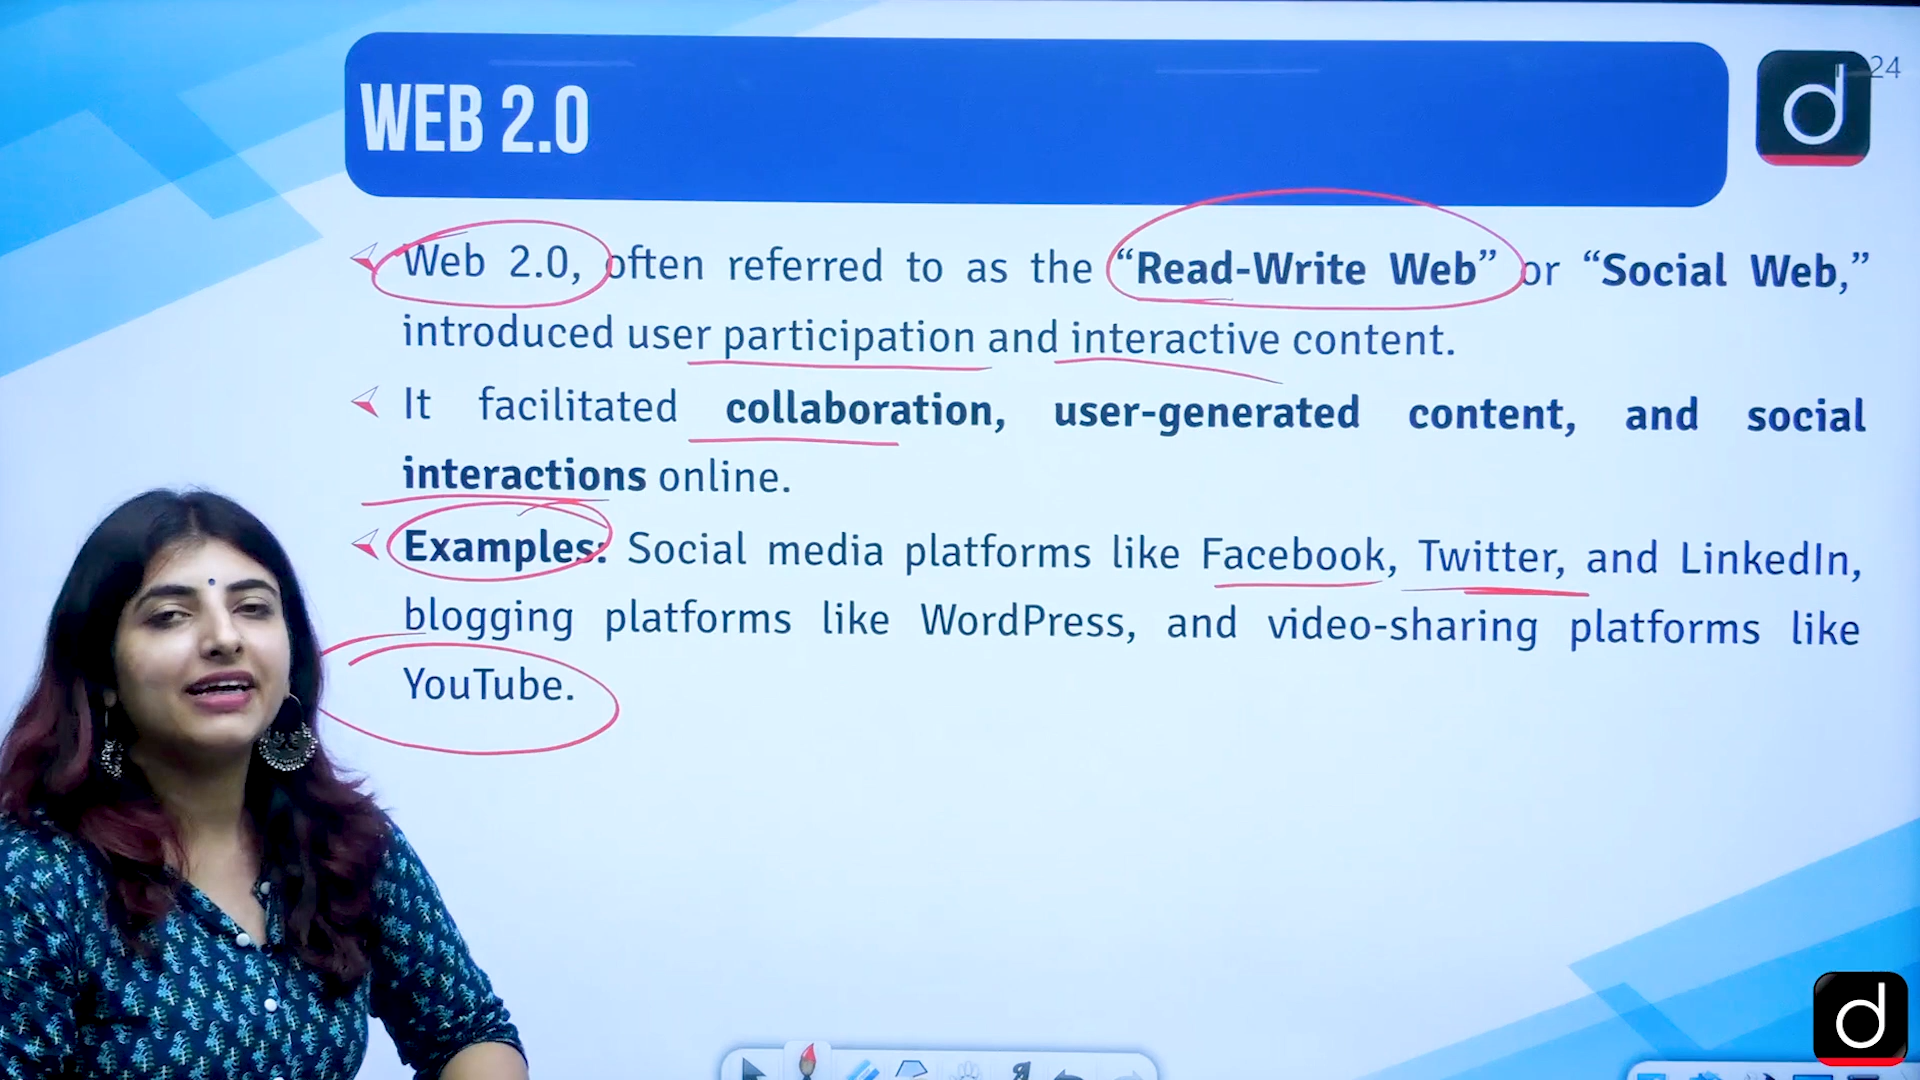 WEB 2.0
24
Web 2.0, often referred to as the “Read-Write Web” or “Social Web,”
introduced user participation and interactive content.
It facilitated collaboration, user-generated content, and social
interactions online.
Examples: Social media platforms like Facebook, Twitter, and LinkedIn,
blogging platforms like WordPress, and video-sharing platforms like
YouTube.
d
d